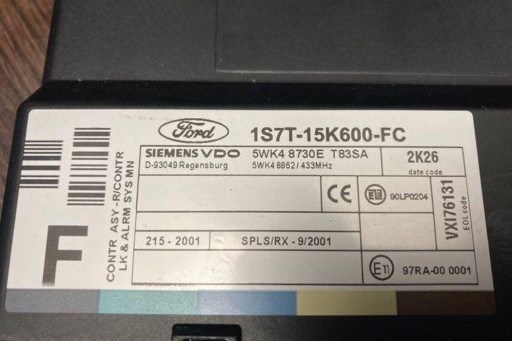 Ford 1S7T-15K600-FC
SIEMENS VDO 5WK4 8730E T83SA 2K26
D-93049 Regensburg 5WK4 8862/433MHz date code
CE 90LP0204
VXI76131
EOL code
215-2001 SPLS/RX-9/2001
E11 97RA-00 0001
F
CONTR ASY -R/CONTR
LK & ALRM SYS MN